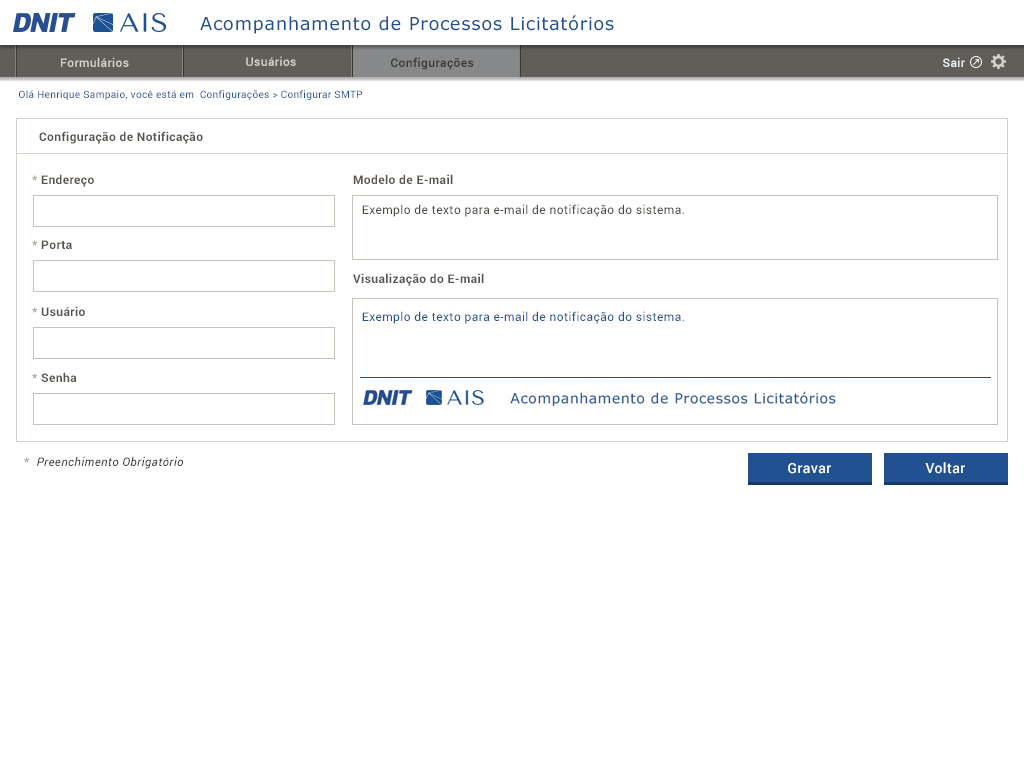 DNIT AIS Acompanhamento de Processos Licitatórios
Formulários Usuários Configurações Sair
Olá Henrique Sampaio, você está em Configurações > Configurar SMTP
Configuração de Notificação
* Endereço
* Porta
* Usuário
* Senha
Modelo de E-mail
Exemplo de texto para e-mail de notificação do sistema.
Visualização do E-mail
Exemplo de texto para e-mail de notificação do sistema.
DNIT AIS Acompanhamento de Processos Licitatórios
* Preenchimento Obrigatório
Gravar Voltar